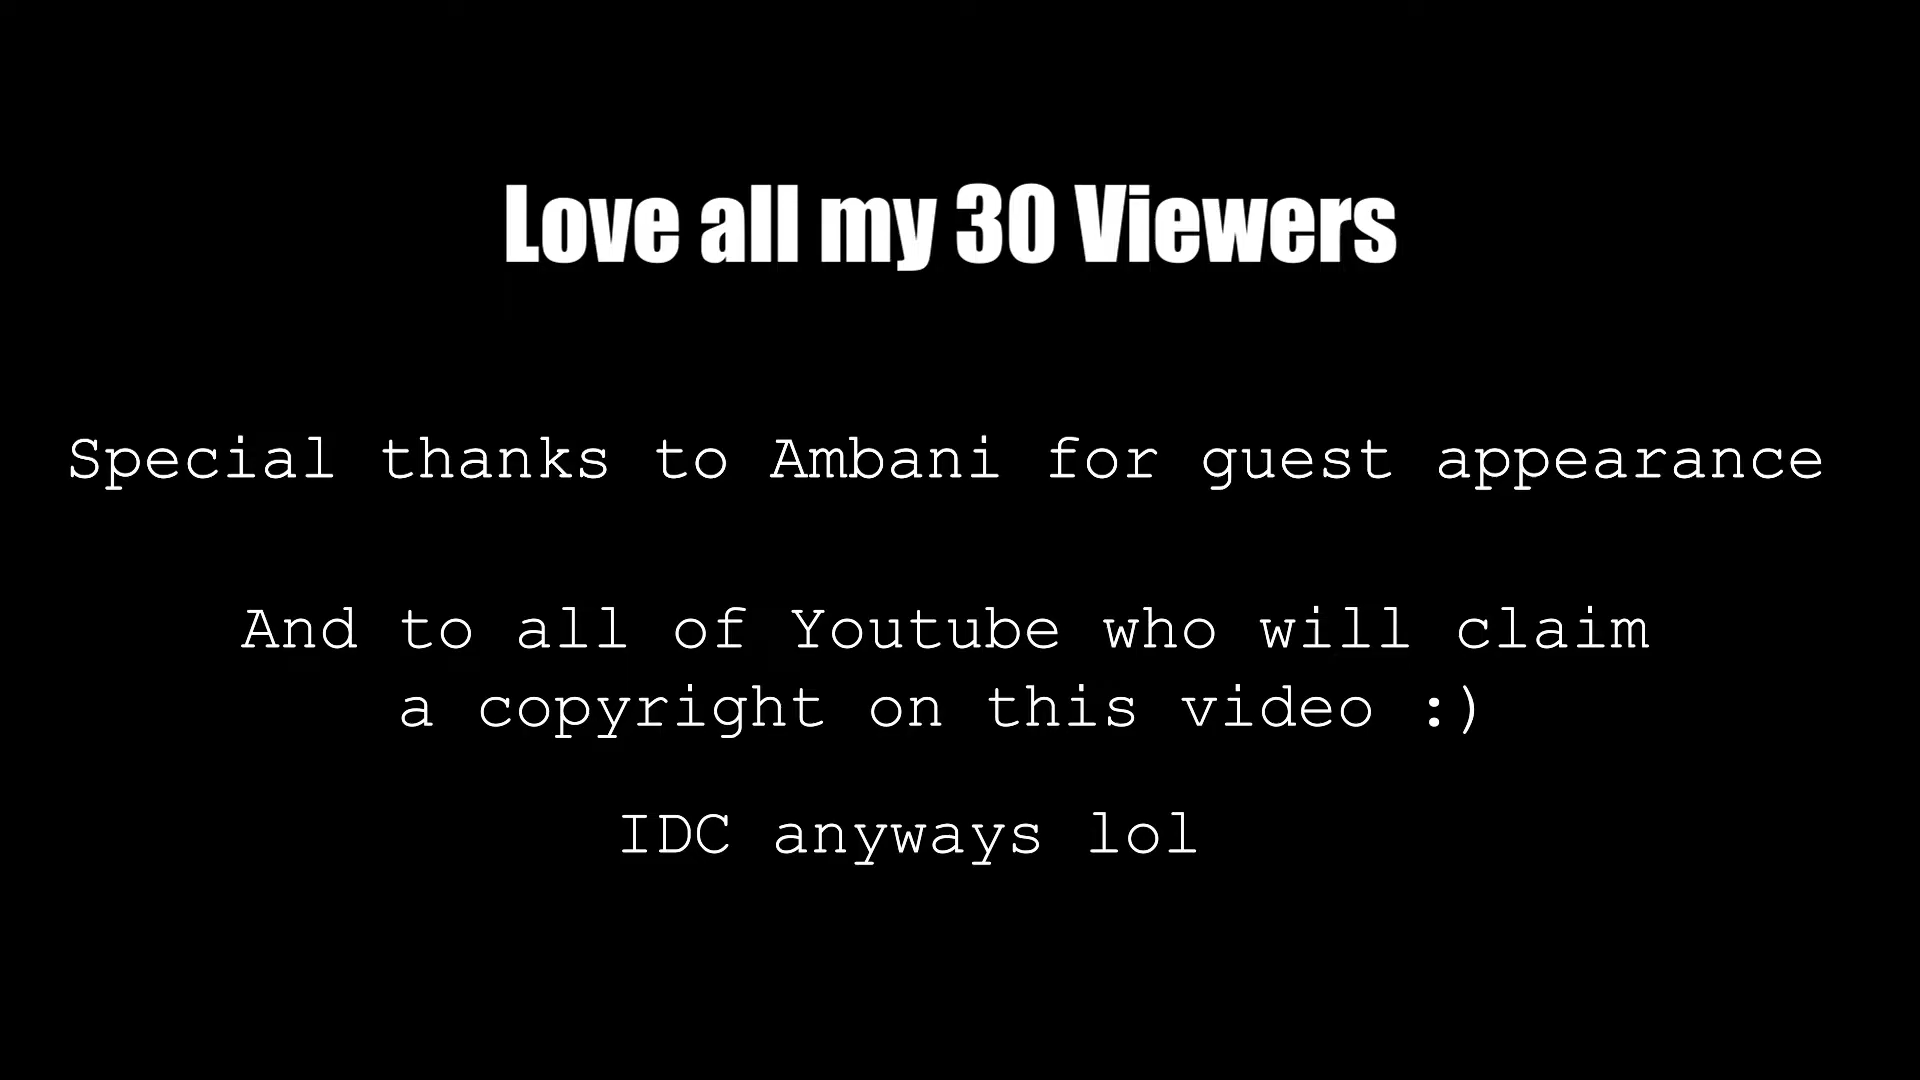 Love all my 30 Viewers
Special thanks to Ambani for guest appearance
And to all of Youtube who will claim
a copyright on this video :)
IDC anyways lol